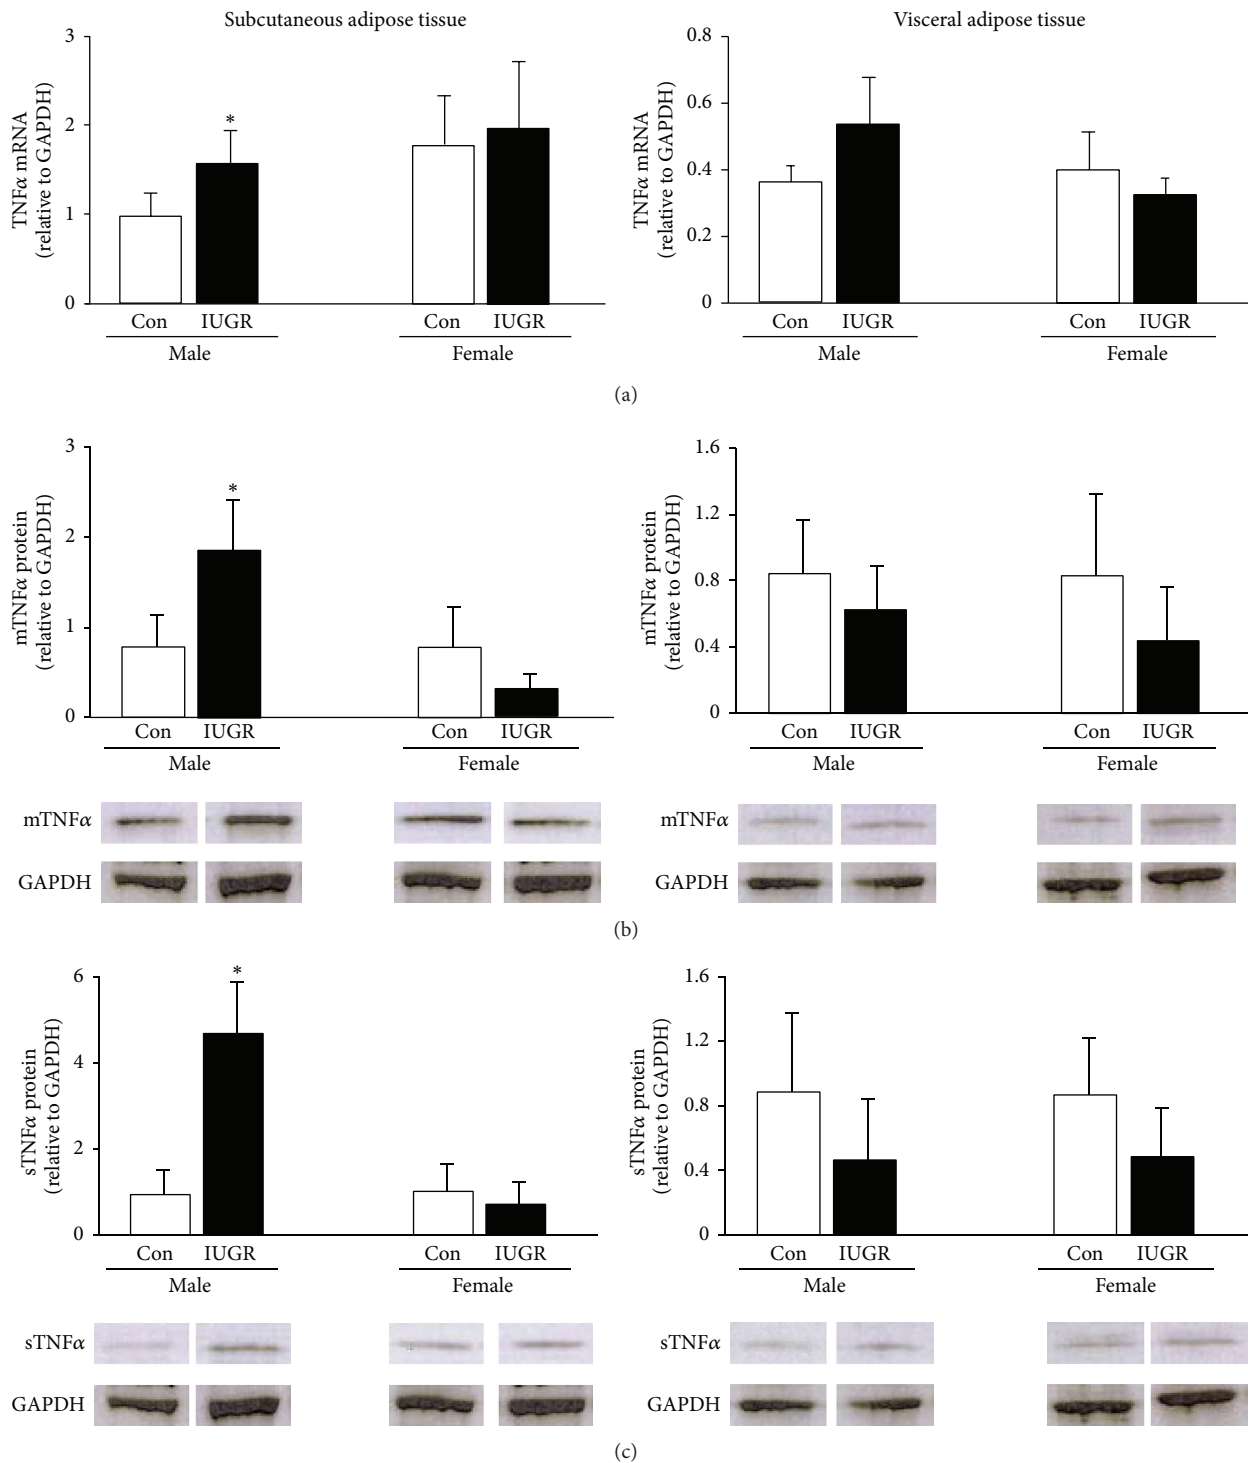 Subcutaneous adipose tissue
Visceral adipose tissue
TNFα mRNA
(relative to GAPDH)
3
2
1
0
*
Con IUGR Con IUGR
Male Female
TNFα mRNA
(relative to GAPDH)
0.8
0.6
0.4
0.2
0
Con IUGR Con IUGR
Male Female
(a)
mTNFα protein
(relative to GAPDH)
3
2
1
0
*
Con IUGR Con IUGR
Male Female
mTNFα
GAPDH
mTNFα protein
(relative to GAPDH)
1.6
1.2
0.8
0.4
0
Con IUGR Con IUGR
Male Female
mTNFα
GAPDH
(b)
sTNFα protein
(relative to GAPDH)
6
4
2
0
*
Con IUGR Con IUGR
Male Female
sTNFα
GAPDH
sTNFα protein
(relative to GAPDH)
1.6
1.2
0.8
0.4
0
Con IUGR Con IUGR
Male Female
sTNFα
GAPDH
(c)